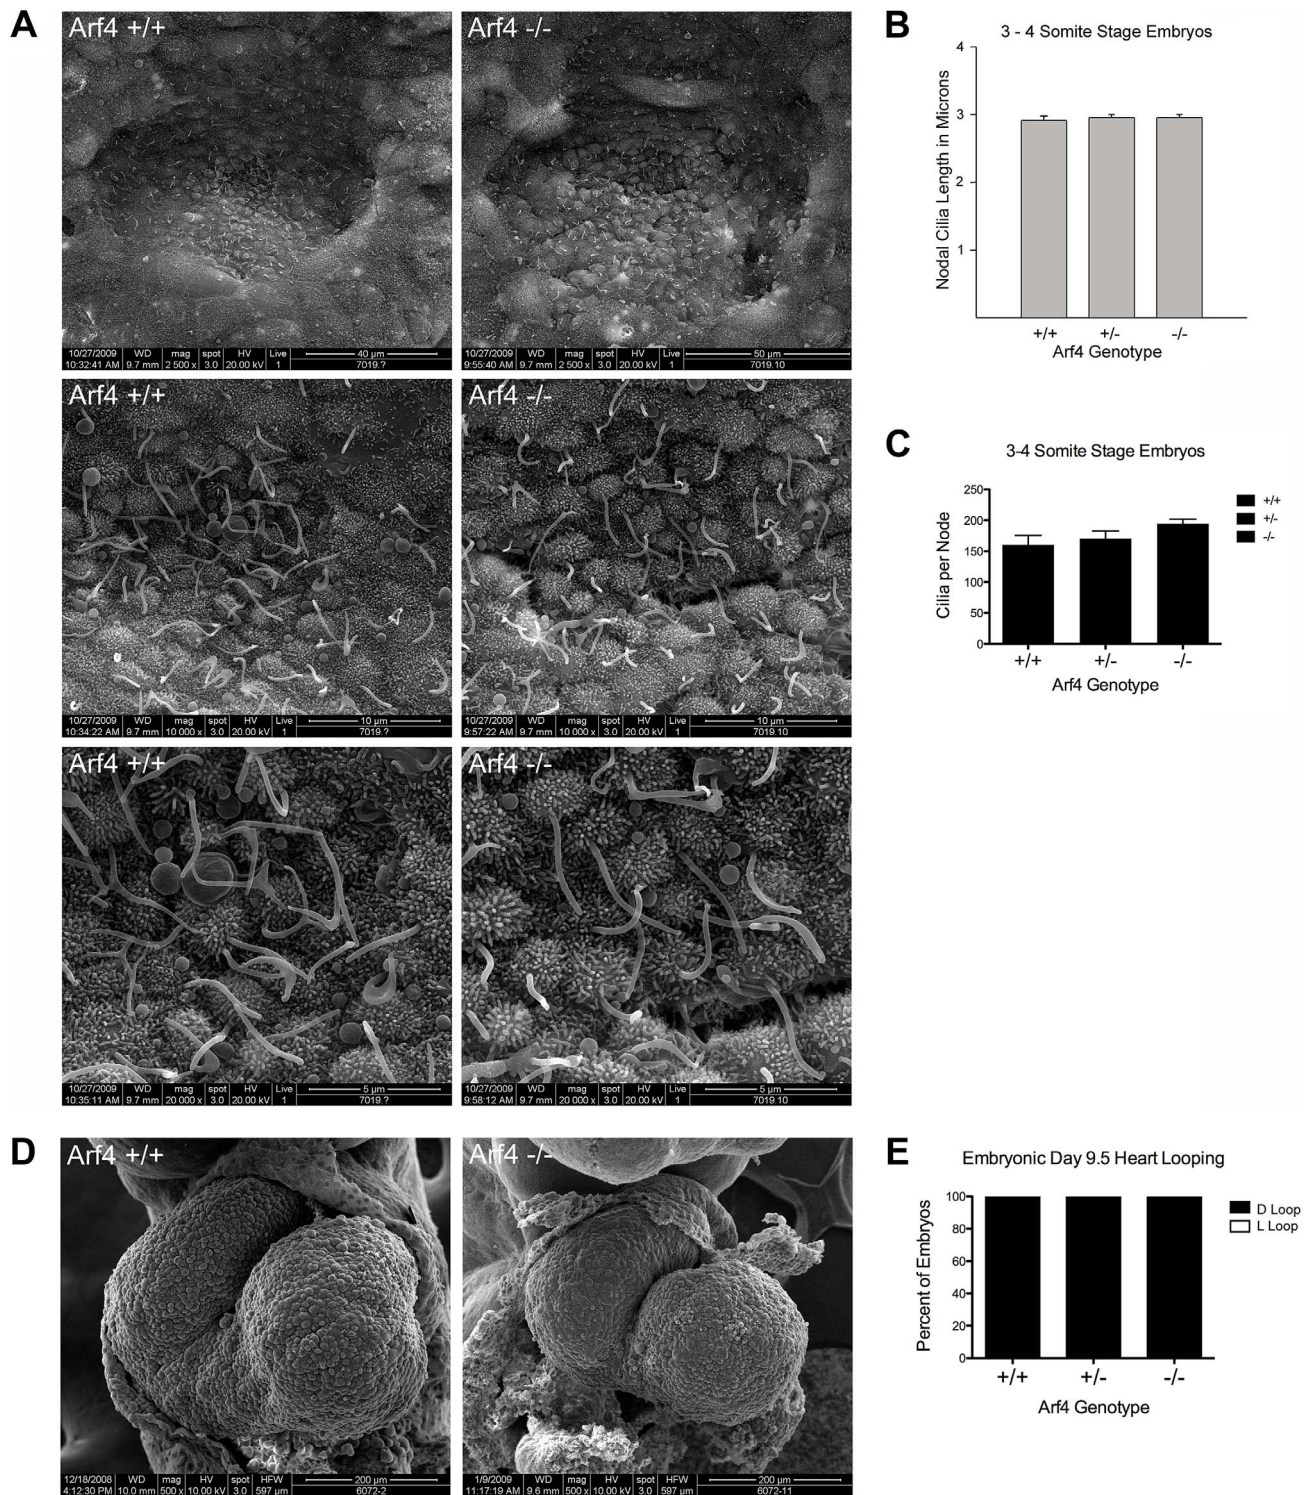 A
Arf4 +/+
10/27/2009 WD mag spot HV Live 40 µm
10:32:41 AM 9.7 mm 2 500 x 3.0 20.00 kV 1 7019.?
Arf4 -/-
10/27/2009 WD mag spot HV Live 50 µm
9:55:40 AM 9.7 mm 2 500 x 3.0 20.00 kV 1 7019.10
Arf4 +/+
10/27/2009 WD mag spot HV Live 10 µm
10:34:22 AM 9.7 mm 10 000 x 3.0 20.00 kV 1 7019.?
Arf4 -/-
10/27/2009 WD mag spot HV Live 10 µm
9:57:22 AM 9.7 mm 10 000 x 3.0 20.00 kV 1 7019.10
Arf4 +/+
10/27/2009 WD mag spot HV Live 5 µm
10:35:11 AM 9.7 mm 20 000 x 3.0 20.00 kV 1 7019.?
Arf4 -/-
10/27/2009 WD mag spot HV Live 5 µm
9:58:12 AM 9.7 mm 20 000 x 3.0 20.00 kV 1 7019.10
B
3 - 4 Somite Stage Embryos
Nodal Cilia Length in Microns
4
3
2
1
+/+ +/- -/-
Arf4 Genotype
C
3-4 Somite Stage Embryos
Cilia per Node
250
200
150
100
50
0
+/+ +/- -/-
Arf4 Genotype
+/+
+/-
-/-
D
Arf4 +/+
12/18/2008 WD mag HV spot HFW 200 µm
4:12:30 PM 10.0 mm 500 x 10.00 kV 3.0 597 µm 6072-2
Arf4 -/-
1/9/2009 WD mag HV spot HFW 200 µm
11:17:19 AM 9.6 mm 500 x 10.00 kV 3.0 597 µm 6072-11
E
Embryonic Day 9.5 Heart Looping
Percent of Embryos
100
80
60
40
20
0
+/+ +/- -/-
Arf4 Genotype
D Loop
L Loop